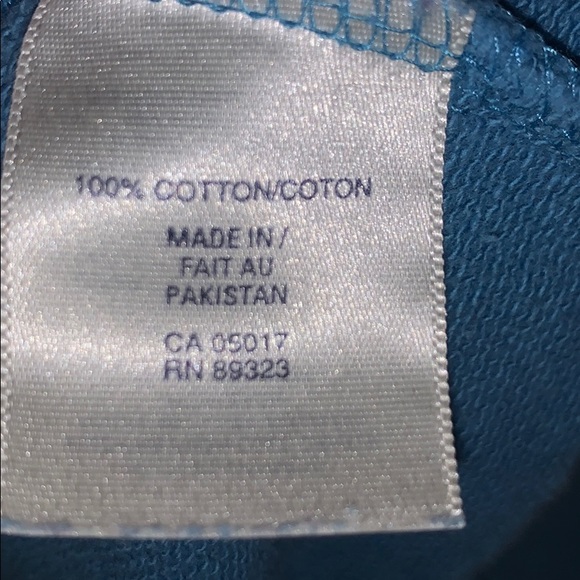 100% COTTON/COTON
MADE IN /
FAIT AU
PAKISTAN
CA 05017
RN 89323